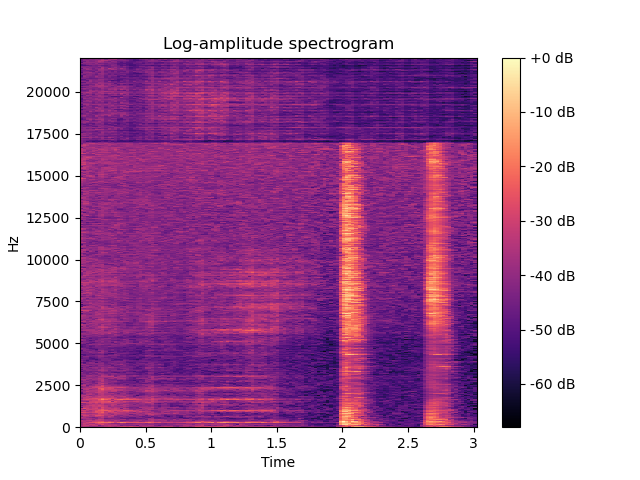 Log-amplitude spectrogram
Hz
20000
17500
15000
12500
10000
7500
5000
2500
0
0 0.5 1 1.5 2 2.5 3
Time
+0 dB
-10 dB
-20 dB
-30 dB
-40 dB
-50 dB
-60 dB